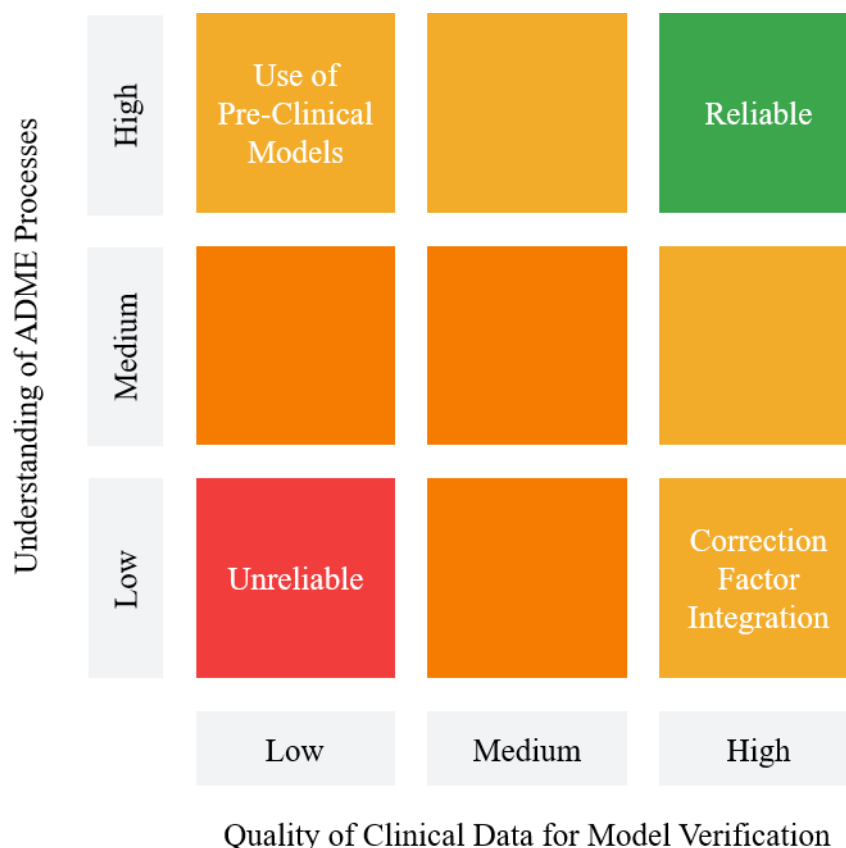 Understanding of ADME Processes
High
Use of
Pre-Clinical
Models
Reliable
Medium
Low
Unreliable
Correction
Factor
Integration
Low
Medium
High
Quality of Clinical Data for Model Verification